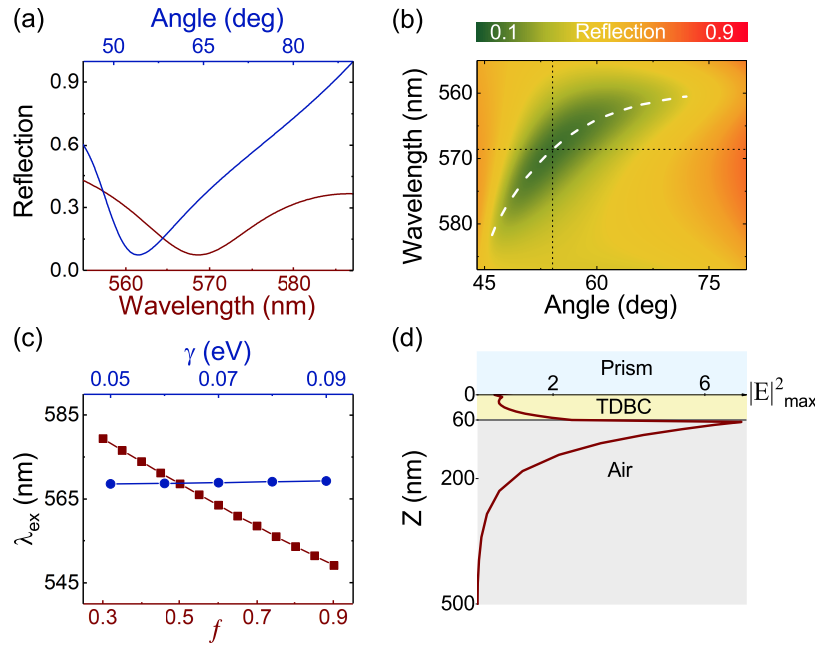 (a)
Angle (deg)
50 65 80
0.9
0.6
0.3
0.0
Reflection
560 570 580
Wavelength (nm)
(b)
0.1 Reflection 0.9
560
570
580
Wavelength (nm)
45 60 75
Angle (deg)
(c)
γ (eV)
0.05 0.07 0.09
585
565
545
λex (nm)
0.3 0.5 0.7 0.9
f
(d)
Prism
0 2 6 |E|²max
TDBC
60
Air
200
500
Z (nm)